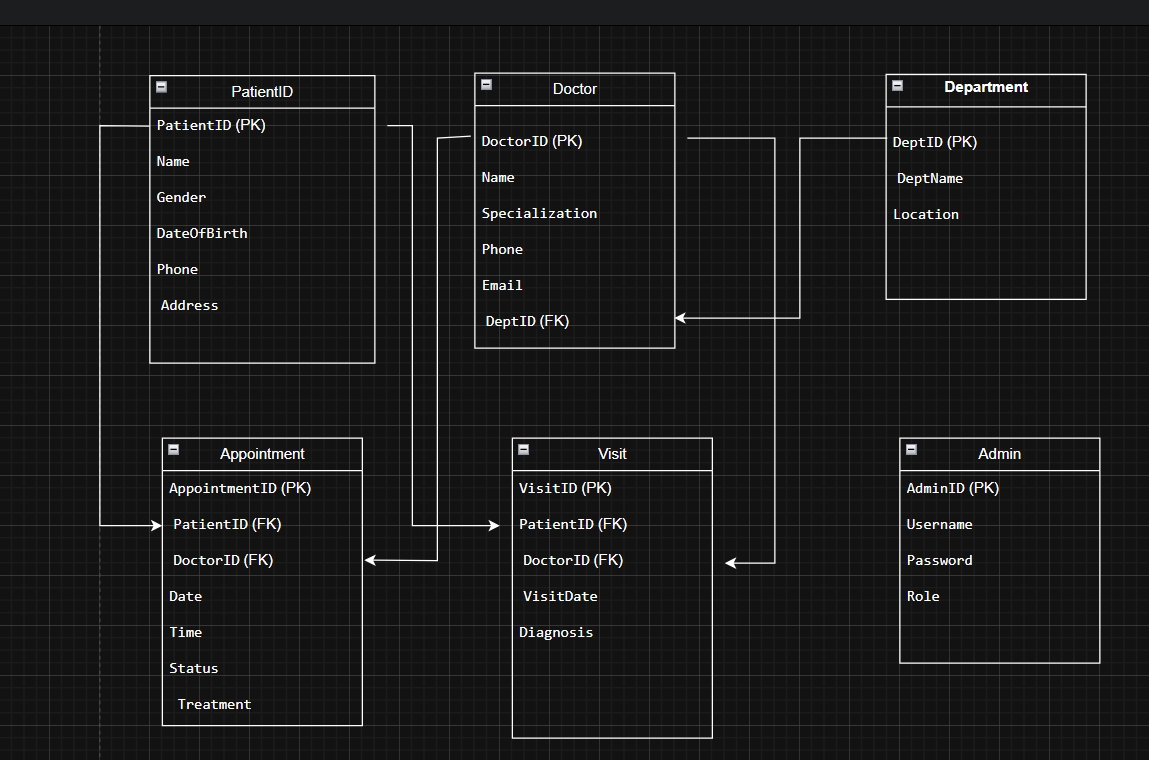 PatientID
PatientID (PK)
Name
Gender
DateOfBirth
Phone
Address
Doctor
DoctorID (PK)
Name
Specialization
Phone
Email
DeptID (FK)
Department
DeptID (PK)
DeptName
Location
Appointment
AppointmentID (PK)
PatientID (FK)
DoctorID (FK)
Date
Time
Status
Treatment
Visit
VisitID (PK)
PatientID (FK)
DoctorID (FK)
VisitDate
Diagnosis
Admin
AdminID (PK)
Username
Password
Role